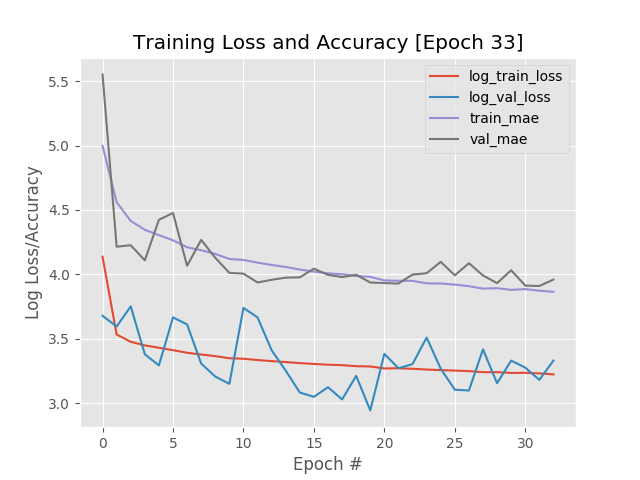 Training Loss and Accuracy [Epoch 33]
log_train_loss
log_val_loss
train_mae
val_mae
Log Loss/Accuracy
5.5
5.0
4.5
4.0
3.5
3.0
0 5 10 15 20 25 30
Epoch #